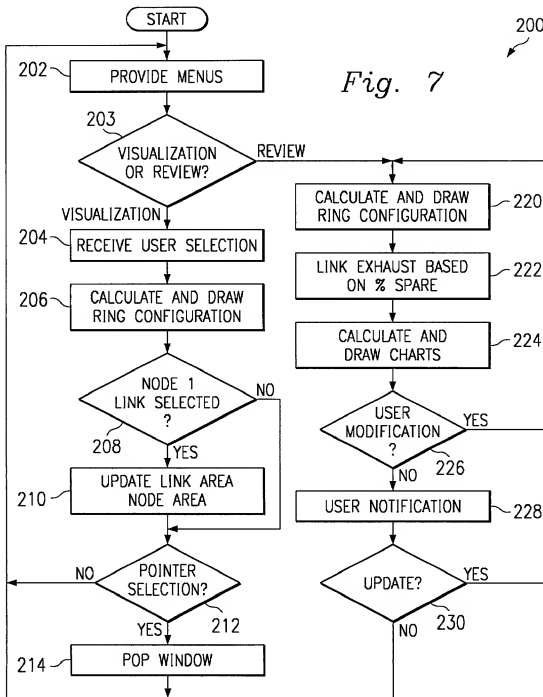 START
200
202
PROVIDE MENUS
Fig. 7
203
VISUALIZATION
OR REVIEW?
REVIEW
VISUALIZATION
204
RECEIVE USER SELECTION
206
CALCULATE AND DRAW
RING CONFIGURATION
NODE 1
LINK SELECTED
?
NO
208
YES
210
UPDATE LINK AREA
NODE AREA
POINTER
SELECTION?
NO
212
YES
214
POP WINDOW
CALCULATE AND DRAW
RING CONFIGURATION
220
LINK EXHAUST BASED
ON % SPARE
222
CALCULATE AND
DRAW CHARTS
224
USER
MODIFICATION
?
YES
226
NO
USER NOTIFICATION
228
UPDATE?
YES
230
NO